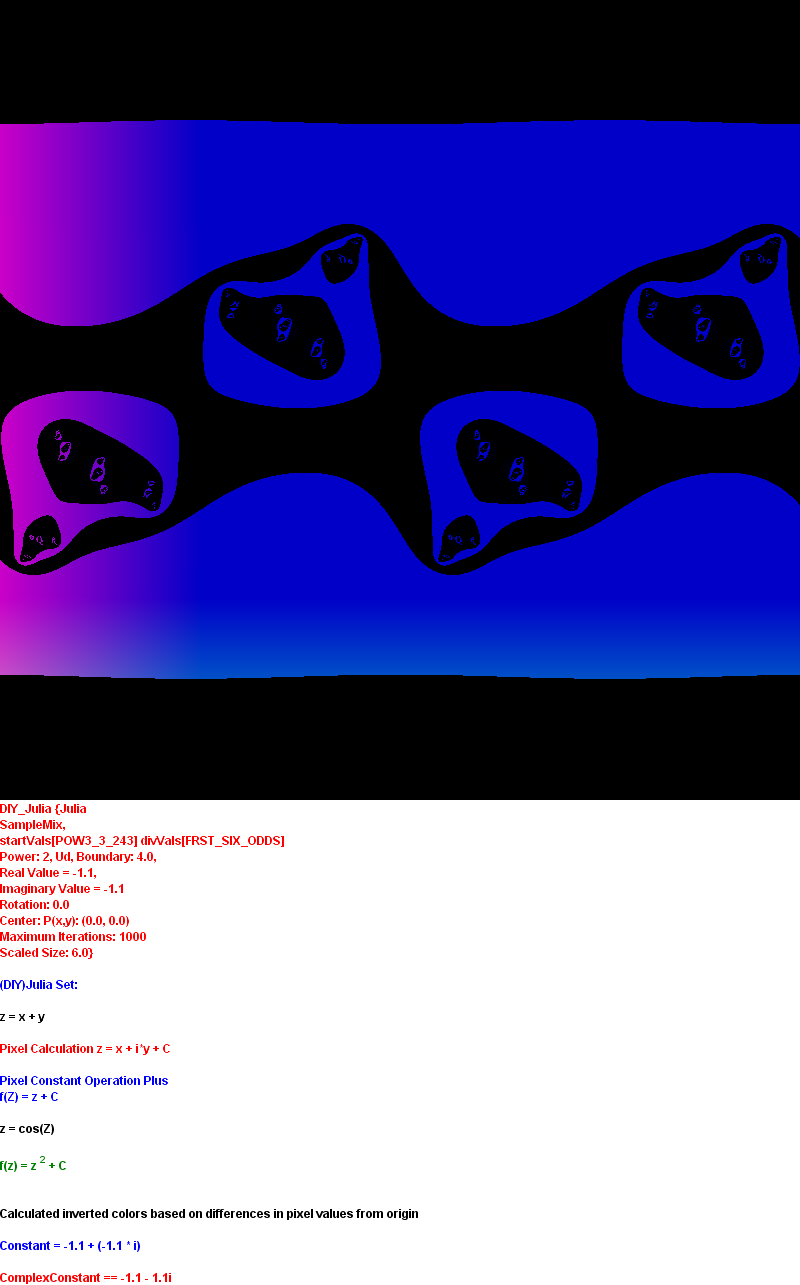 DIY_Julia {Julia
SampleMix,
startVals[POW3_3_243] divVals[FRST_SIX_ODDS]
Power: 2, Ud, Boundary: 4.0,
Real Value = -1.1,
Imaginary Value = -1.1
Rotation: 0.0
Center: P(x,y): (0.0, 0.0)
Maximum Iterations: 1000
Scaled Size: 6.0}
(DIY)Julia Set:
z = x + y
Pixel Calculation z = x + i*y + C
Pixel Constant Operation Plus
f(Z) = z + C
z = cos(Z)
f(z) = z 2 + C
Calculated inverted colors based on differences in pixel values from origin
Constant = -1.1 + (-1.1 * i)
ComplexConstant == -1.1 - 1.1i